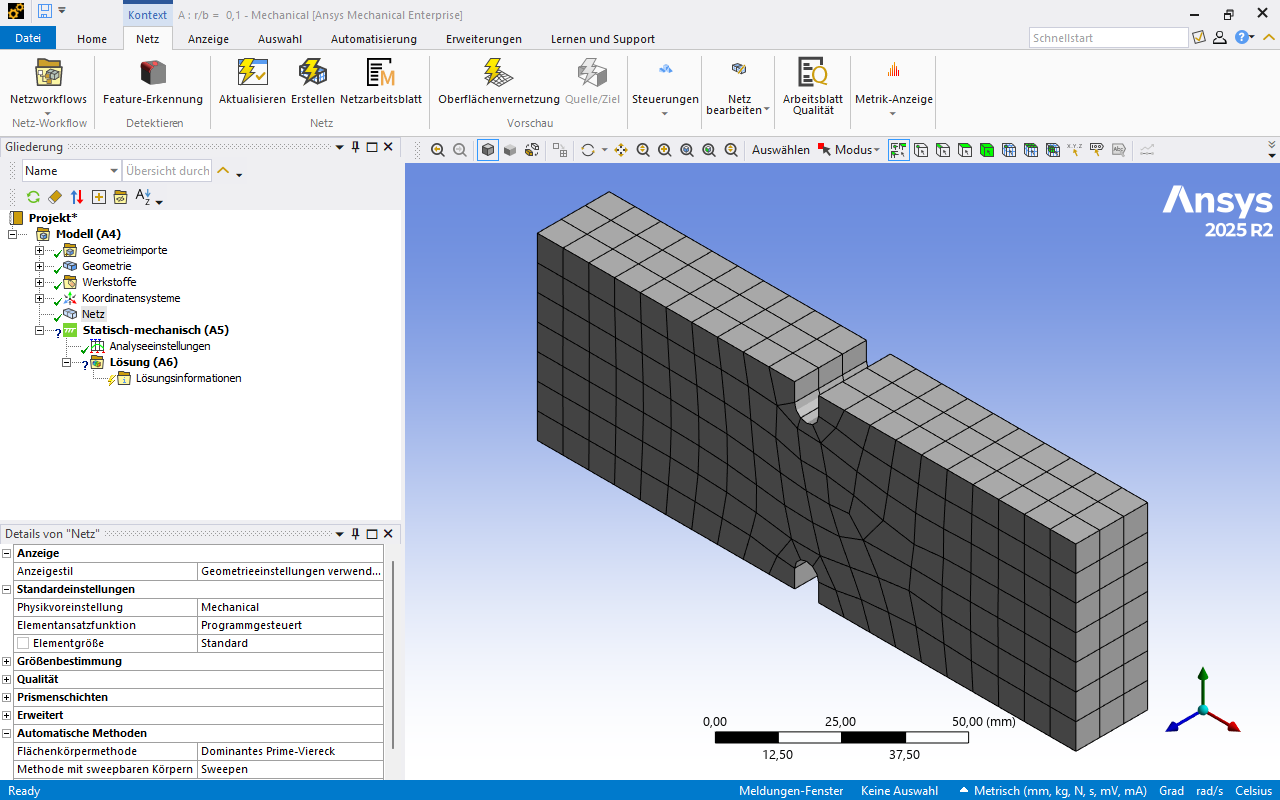 Kontext A : r/b = 0,1 - Mechanical [Ansys Mechanical Enterprise]
Datei Home Netz Anzeige Auswahl Automatisierung Erweiterungen Lernen und Support Schnellstart
Netzworkflows Feature-Erkennung Aktualisieren Erstellen Netzarbeitsblatt Oberflächenvernetzung Quelle/Ziel Steuerungen Netz bearbeiten Arbeitsblatt Qualität Metrik-Anzeige
Netz-Workflow Detektieren Netz Vorschau
Gliederung
Name Übersicht durch
Auswählen Modus
Projekt*
Modell (A4)
Geometrieimporte
Geometrie
Werkstoffe
Koordinatensysteme
Netz
Statisch-mechanisch (A5)
Analyseeinstellungen
Lösung (A6)
Lösungsinformationen
Details von "Netz"
Anzeige
Anzeigestil Geometrieeinstellungen verwend...
Standardeinstellungen
Physikvoreinstellung Mechanical
Elementansatzfunktion Programmgesteuert
Elementgröße Standard
Größenbestimmung
Qualität
Prismenschichten
Erweitert
Automatische Methoden
Flächenkörpermethode Dominantes Prime-Viereck
Methode mit sweepbaren Körpern Sweepen
Ansys
2025 R2
0,00 25,00 50,00 (mm)
12,50 37,50
Ready Meldungen-Fenster Keine Auswahl Metrisch (mm, kg, N, s, mV, mA) Grad rad/s Celsius